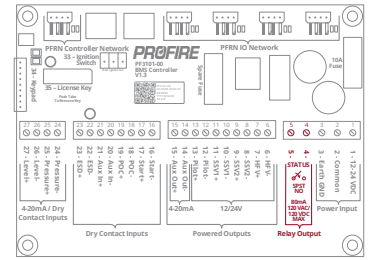 PFRN Controller Network
PROFIRE
PFRN IO Network
33 – Ignition
Switch
PF3101-00
BMS Controller
V1.3
Spare Fuse
10A
Fuse
34 - Keypad
35 – License Key
Push Tabs
To Remove Key
27 26 25 24
23 22 21 20 19 18 17 16
15 14 13 12 11 10 9 8 7 6
5 4
3 2 1
27 - Level+
26 - Level-
25 - Pressure+
24 - Pressure-
23 - ESD+
22 - ESD-
21 - Aux In+
20 - Aux In-
19 - POC+
18 - POC-
17 - Start+
16 - Start-
15 - Aux Out+
14 - Aux Out-
13 - Pilot+
12 - Pilot-
11 - SSV1+
10 - SSV1-
9 - SSV2+
8 - SSV2-
7 - HFV+
6 - HFV-
5 -
4 -
STATUS
SPST
NO
80mA
120 VAC/
120 VDC
MAX
3 - Earth GND
2 - Common
1 - 12-24 VDC
4-20mA / Dry
Contact Inputs
Dry Contact Inputs
4-20mA
12/24V
Powered Outputs
Relay Output
Power Input